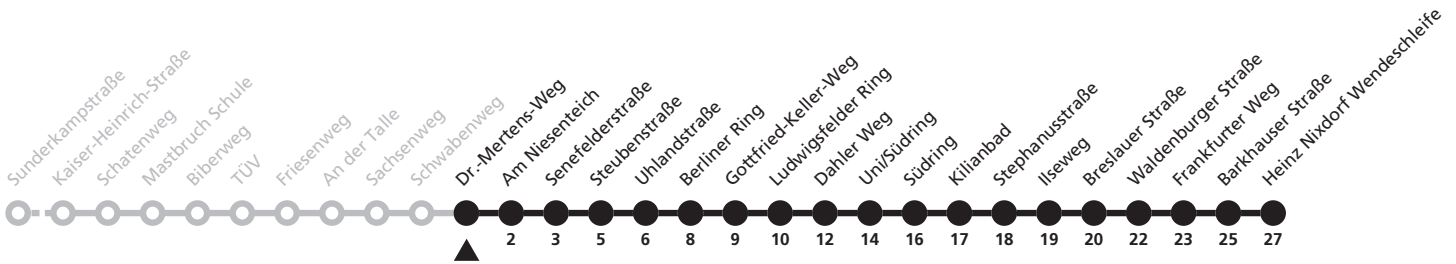 Sunderkampstraße
Kaiser-Heinrich-Straße
Schatenweg
Mastbruch Schule
Biberweg
TÜV
Friesenweg
An der Talle
Sachsenweg
Schwabenweg
Dr.-Mertens-Weg
Am Niesenteich
Senefelderstraße
Steubenstraße
Uhlandstraße
Berliner Ring
Gottfried-Keller-Weg
Ludwigsfelder Ring
Dahler Weg
Uni/Südring
Südring
Kilianbad
Stephanusstraße
Ilseweg
Breslauer Straße
Waldenburger Straße
Frankfurter Weg
Barkhauser Straße
Heinz Nixdorf Wendeschleife
2 3 5 6 8 9 10 12 14 16 17 18 19 20 22 23 25 27